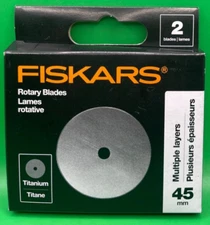 2
blades / lames
FISKARS®
Rotary Blades
Lames
rotative
Multiple layers
Plusieurs épaisseurs
Titanium
Titane
45
mm